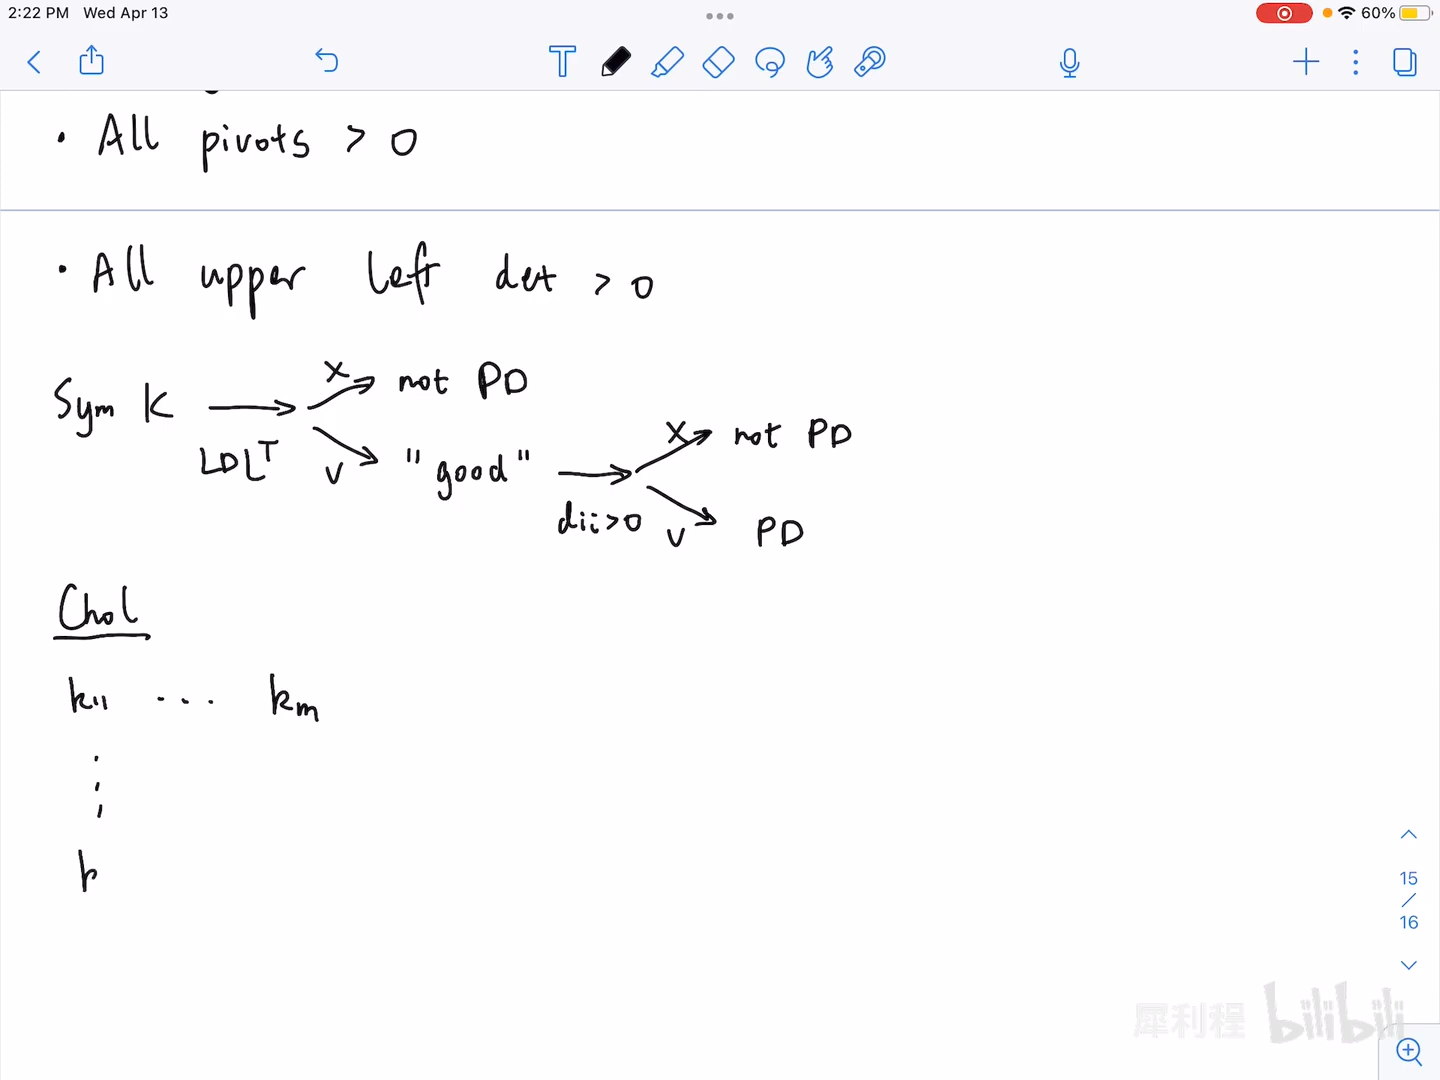 2:22 PM Wed Apr 13
60%
· All pivots > 0
· All upper left det > 0
x not PD
Sym K
LDL^T
v "good"
x not PD
dii>0
v PD
Chol
k11 ... k1n
15
/
16
犀利程 bilibili